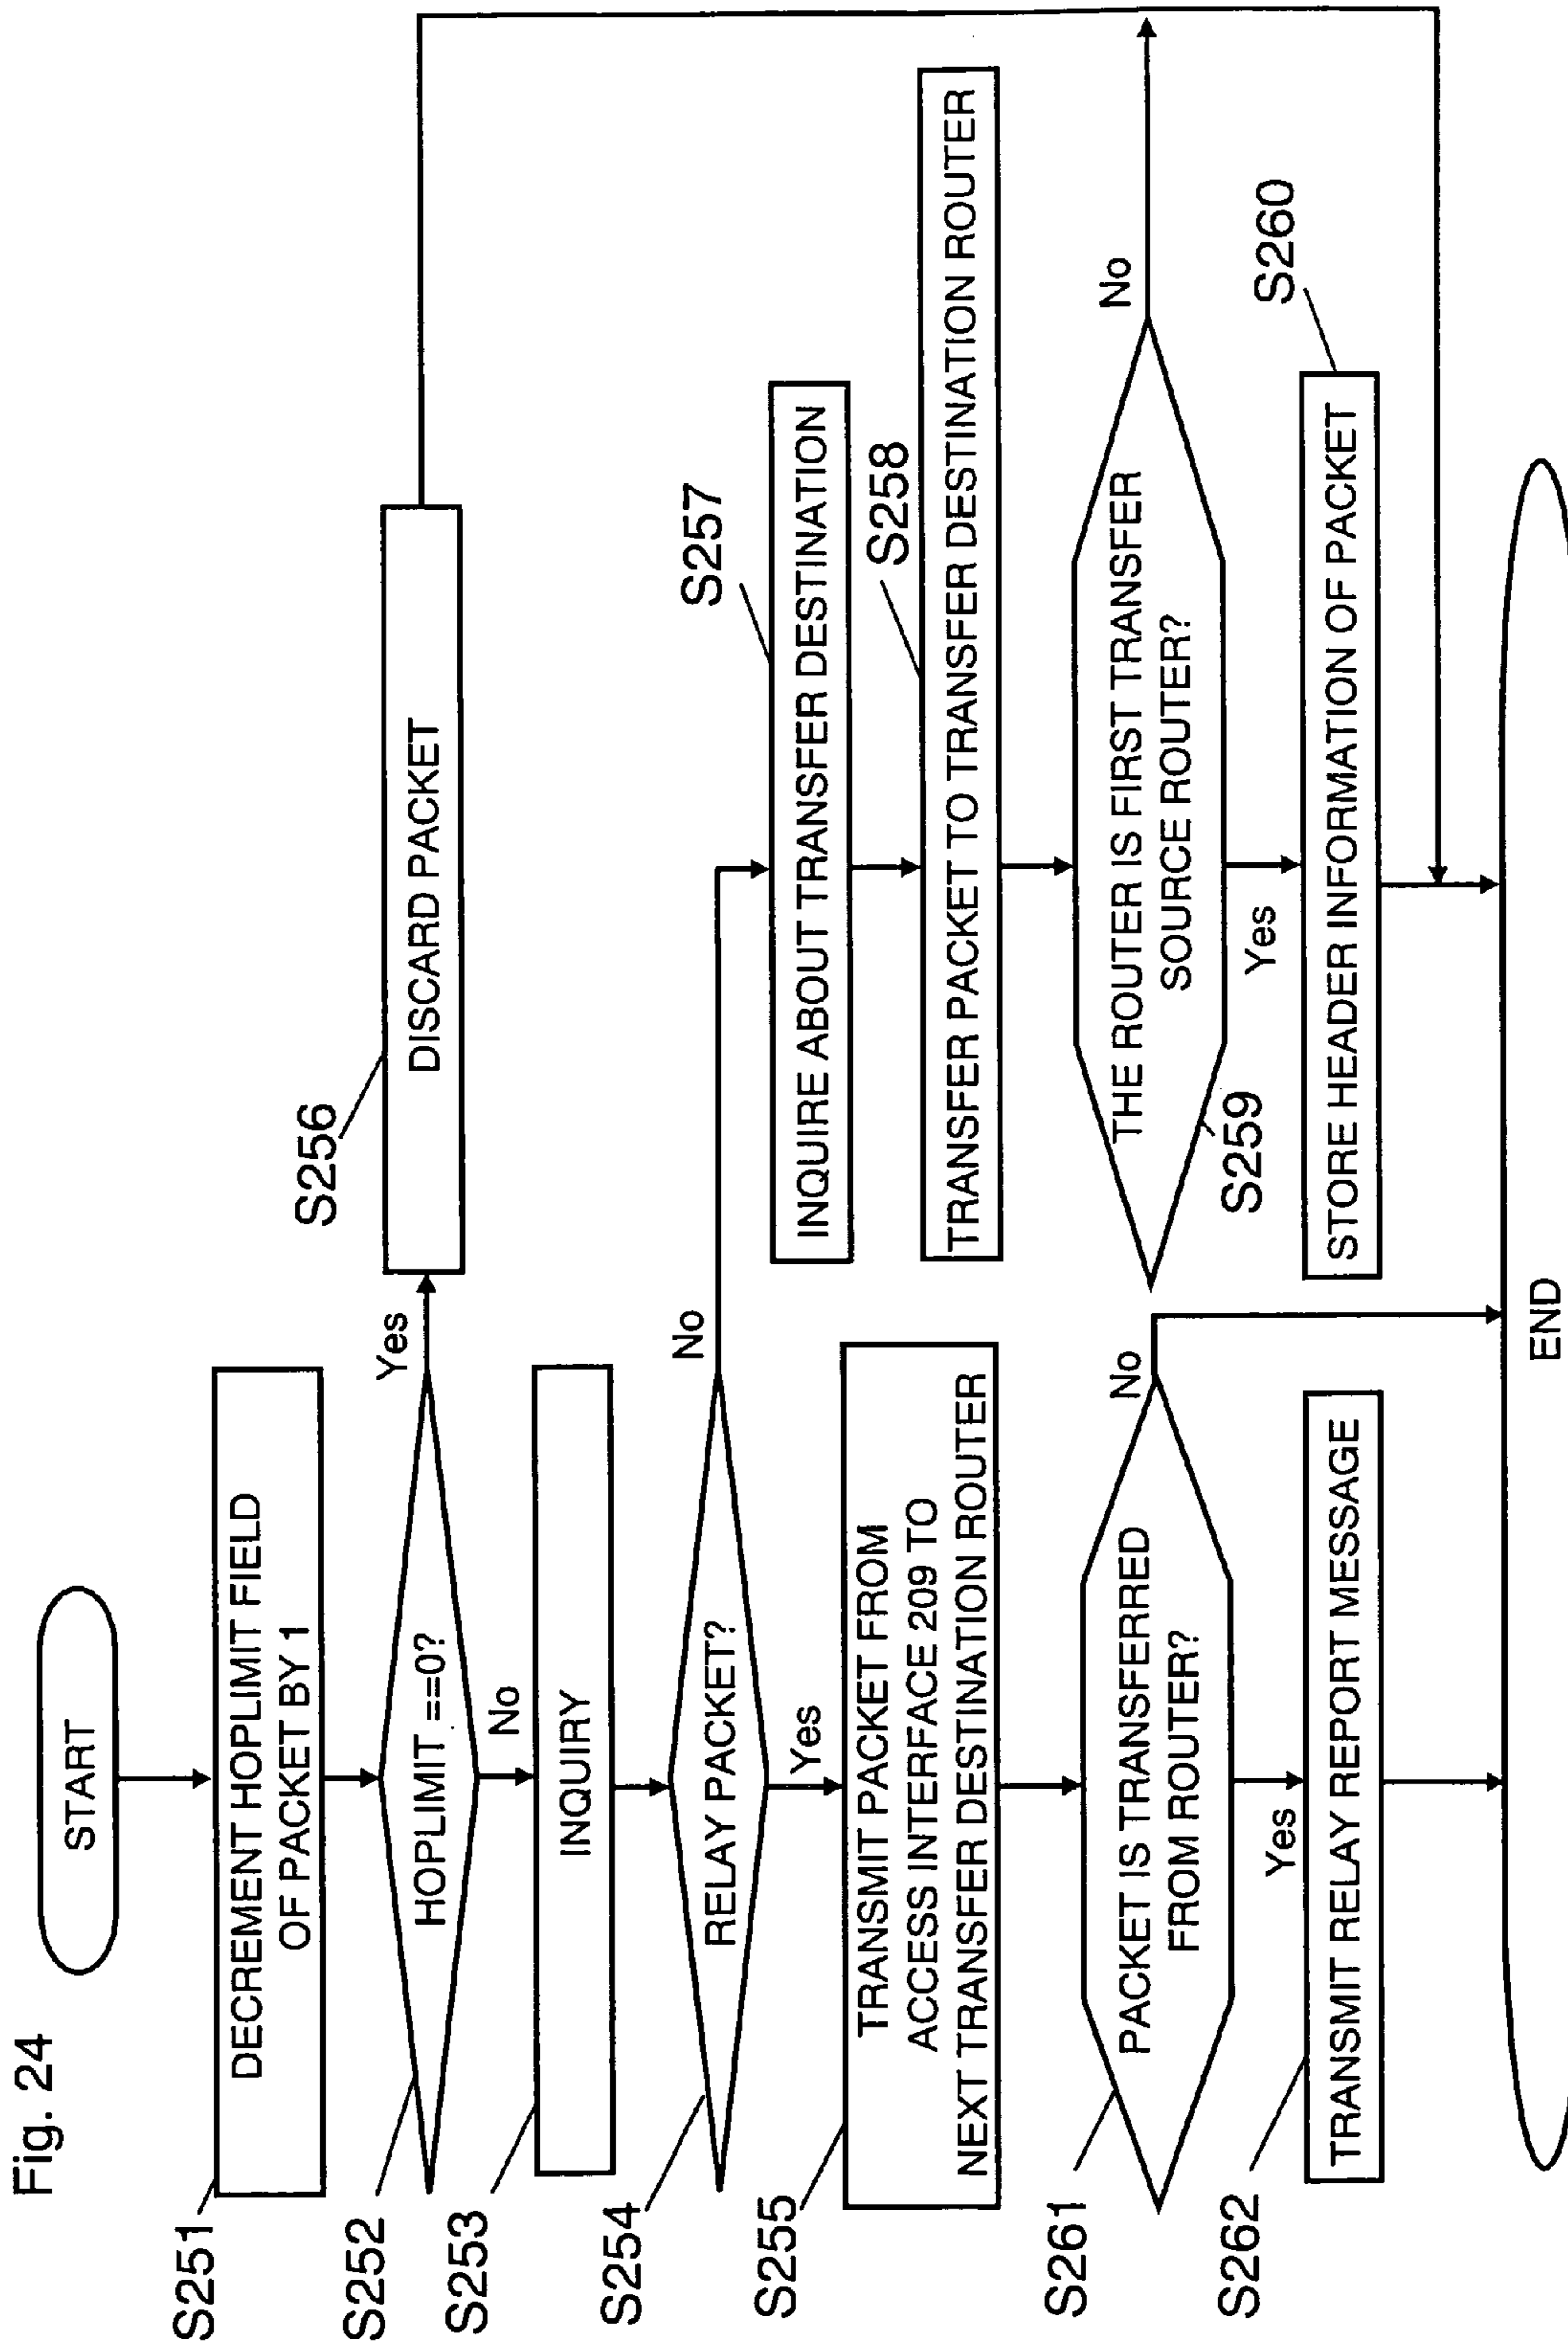 Fig. 24
START
S251
DECREMENT HOPLIMIT FIELD
OF PACKET BY 1
S252
HOPLIMIT ==0?
Yes
No
S256
DISCARD PACKET
S253
INQUIRY
S254
RELAY PACKET?
No
Yes
S257
INQUIRE ABOUT TRANSFER DESTINATION
S255
TRANSMIT PACKET FROM
ACCESS INTERFACE 209 TO
NEXT TRANSFER DESTINATION ROUTER
S258
TRANSFER PACKET TO TRANSFER DESTINATION ROUTER
S261
PACKET IS TRANSFERRED
FROM ROUTER?
No
Yes
S259
THE ROUTER IS FIRST TRANSFER
SOURCE ROUTER?
No
Yes
S262
TRANSMIT RELAY REPORT MESSAGE
S260
STORE HEADER INFORMATION OF PACKET
END